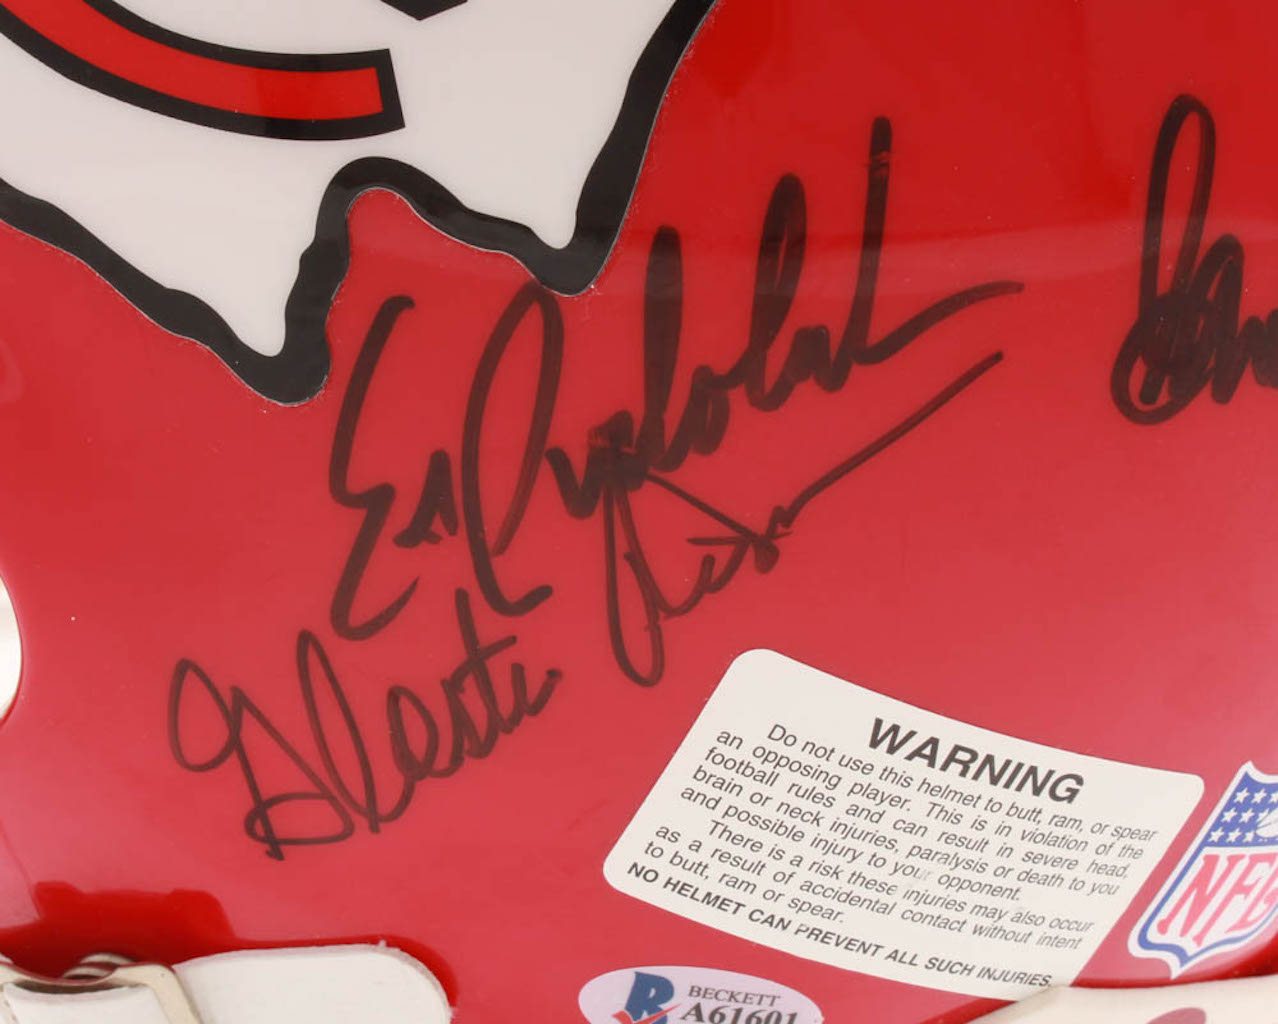 Ed Podolak
WARNING
Do not use this helmet to butt, ram, or spear
an opposing player. This is in violation of the
football rules and can result in severe head,
brain or neck injuries, paralysis or death to you
and possible injury to your opponent.
There is a risk these injuries may also occur
as a result of accidental contact without intent
to butt, ram or spear.
NO HELMET CAN PREVENT ALL SUCH INJURIES.
NFL
B BECKETT
A61601